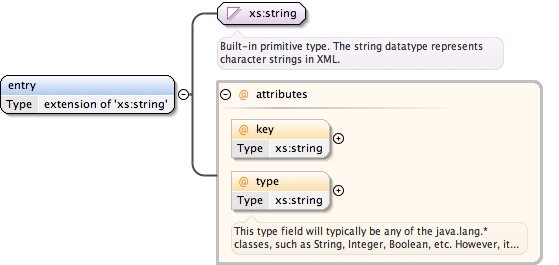 xs:string
Built-in primitive type. The string datatype represents
character strings in XML.
entry
Type extension of 'xs:string'
@ attributes
@ key
Type xs:string
@ type
Type xs:string
This type field will typically be any of the java.lang.*
classes, such as String, Integer, Boolean, etc. However, it...